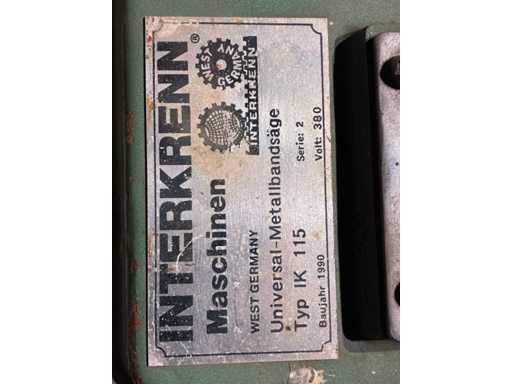 INTERKRENN®
Maschinen
WEST GERMANY
INTERKRENN
WEST GERMANY
Universal-Metallbandsäge
Typ IK 115
Serie: 2
Baujahr 1990
Volt: 380